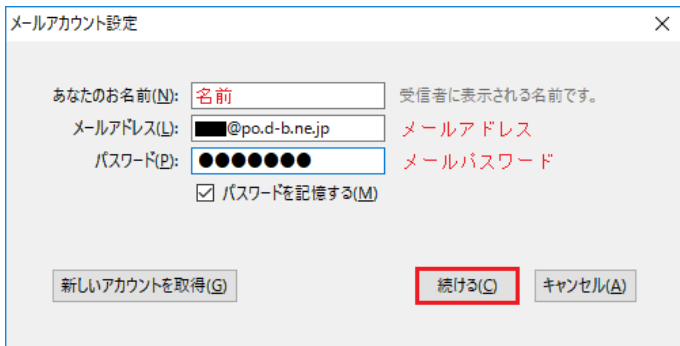 メールアカウント設定
あなたのお名前(N): 名前 受信者に表示される名前です。
メールアドレス(L): @po.d-b.ne.jp メールアドレス
パスワード(P): ●●●●●●● メールパスワード
パスワードを記憶する(M)
新しいアカウントを取得(G) 続ける(C) キャンセル(A)